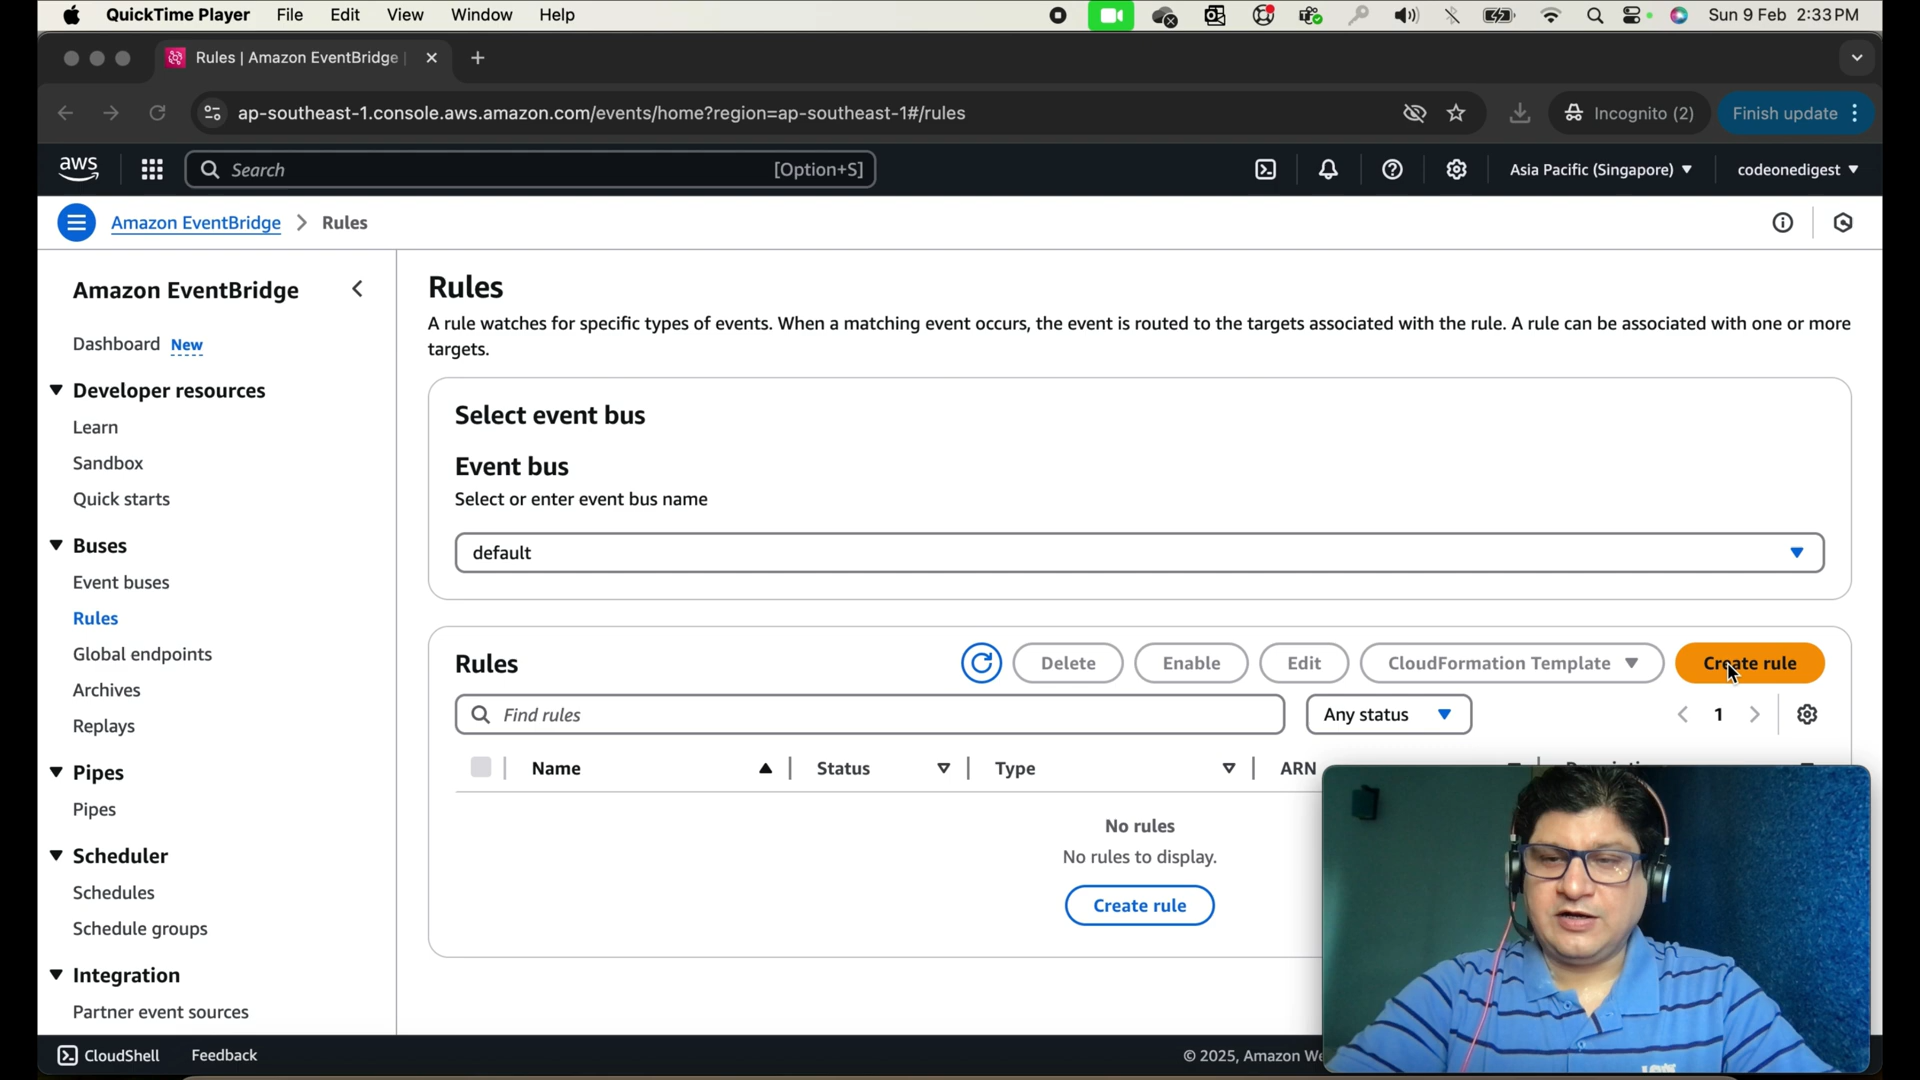 QuickTime Player File Edit View Window Help Sun 9 Feb 2:33 PM
Rules | Amazon EventBridge
ap-southeast-1.console.aws.amazon.com/events/home?region=ap-southeast-1#/rules Incognito (2) Finish update
aws Search [Option+S] Asia Pacific (Singapore) codeonedigest
Amazon EventBridge Rules
Amazon EventBridge
Dashboard New
Developer resources
Learn
Sandbox
Quick starts
Buses
Event buses
Rules
Global endpoints
Archives
Replays
Pipes
Pipes
Scheduler
Schedules
Schedule groups
Integration
Partner event sources
Rules
A rule watches for specific types of events. When a matching event occurs, the event is routed to the targets associated with the rule. A rule can be associated with one or more
targets.
Select event bus
Event bus
Select or enter event bus name
default
Rules Delete Enable Edit CloudFormation Template Create rule
Find rules Any status 1
Name Status Type ARN
No rules
No rules to display.
Create rule
CloudShell Feedback © 2025, Amazon